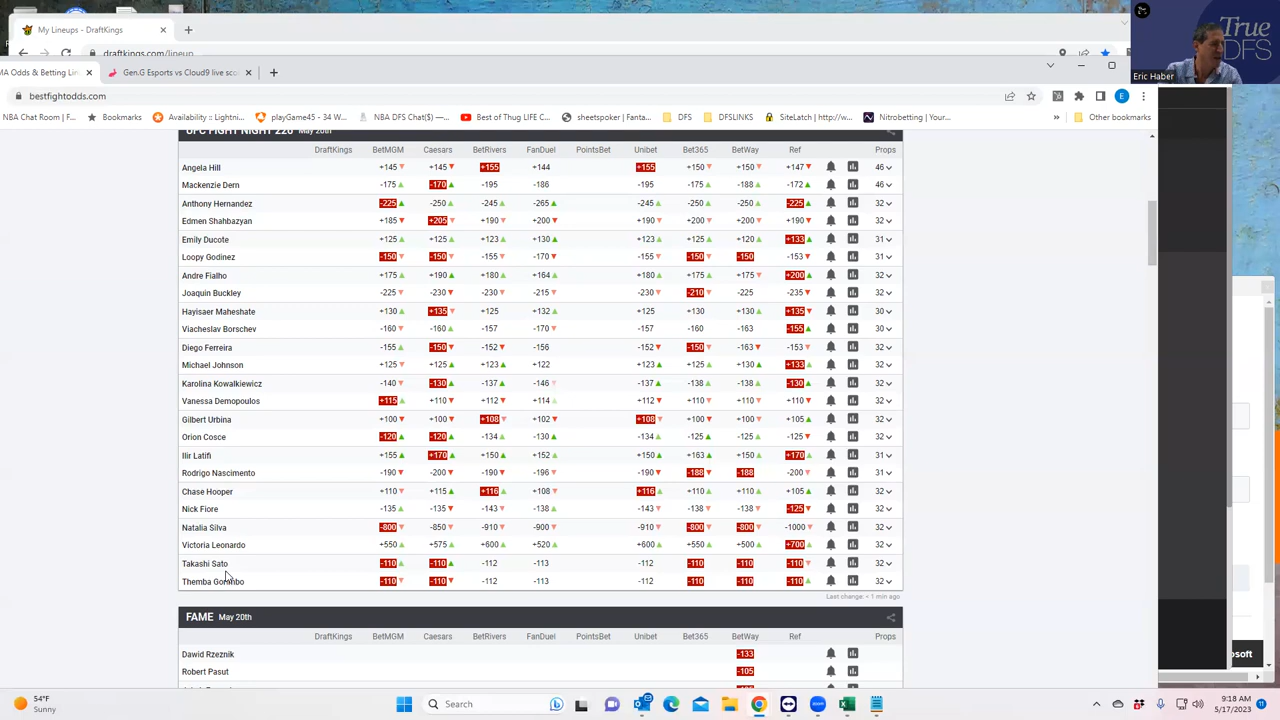 My Lineups - DraftKings
True
DFS
draftkings.com/lineup
Eric Haber
MA Odds & Betting Lin
Gen.G Esports vs Cloud9 live sco
bestfightodds.com
NBA Chat Room | F...
Bookmarks
Availability :: Lightni...
playGame45 - 34 W...
NBA DFS Chat($) —...
Best of Thug LIFE C...
sheetspoker | Fanta...
DFS
DFSLINKS
SiteLatch | http://w...
Nitrobetting | Your...
Other bookmarks
UFC FIGHT NIGHT 226 May 20th
DraftKings BetMGM Caesars BetRivers FanDuel PointsBet Unibet Bet365 BetWay Ref Props
Angela Hill +145 +145 +155 +144 +155 +150 +150 +147 46
Mackenzie Dern -175 -170 -195 -186 -195 -175 -188 -172 46
Anthony Hernandez -225 -250 -245 -265 -245 -250 -250 -225 32
Edmen Shahbazyan +185 +205 +190 +200 +190 +200 +200 +190 32
Emily Ducote +125 +125 +123 +130 +123 +125 +120 +133 31
Loopy Godinez -150 -150 -155 -170 -155 -150 -150 -153 31
Andre Fialho +175 +190 +180 +164 +180 +175 +175 +200 32
Joaquin Buckley -225 -230 -230 -215 -230 -210 -225 -235 32
Hayisaer Maheshate +130 +135 +125 +132 +125 +130 +130 +135 30
Viacheslav Borschev -160 -160 -157 -170 -157 -160 -163 -155 30
Diego Ferreira -155 -150 -152 -156 -152 -150 -163 -153 32
Michael Johnson +125 +125 +123 +122 +123 +125 +130 +133 32
Karolina Kowalkiewicz -140 -130 -137 -146 -137 -138 -138 -130 32
Vanessa Demopoulos +115 +110 +112 +114 +112 +110 +110 +110 32
Gilbert Urbina +100 +100 +108 +102 +108 +100 +100 +105 32
Orion Cosce -120 -120 -134 -130 -134 -125 -125 -125 32
Ilir Latifi +155 +170 +150 +152 +150 +163 +150 +170 31
Rodrigo Nascimento -190 -200 -190 -196 -190 -188 -188 -200 31
Chase Hooper +110 +115 +116 +108 +116 +110 +110 +105 32
Nick Fiore -135 -135 -143 -138 -143 -138 -138 -125 32
Natalia Silva -800 -850 -910 -900 -910 -800 -800 -1000 32
Victoria Leonardo +550 +575 +600 +520 +600 +550 +500 +700 32
Takashi Sato -110 -110 -112 -113 -112 -110 -110 -110 32
Themba Gorimbo -110 -110 -112 -113 -112 -110 -110 -110 32
Last change: < 1 min ago
FAME May 20th
DraftKings BetMGM Caesars BetRivers FanDuel PointsBet Unibet Bet365 BetWay Ref Props
Dawid Rzeznik -133
Robert Pasut -105
osoft
54°F
Sunny
Search
9:18 AM
5/17/2023